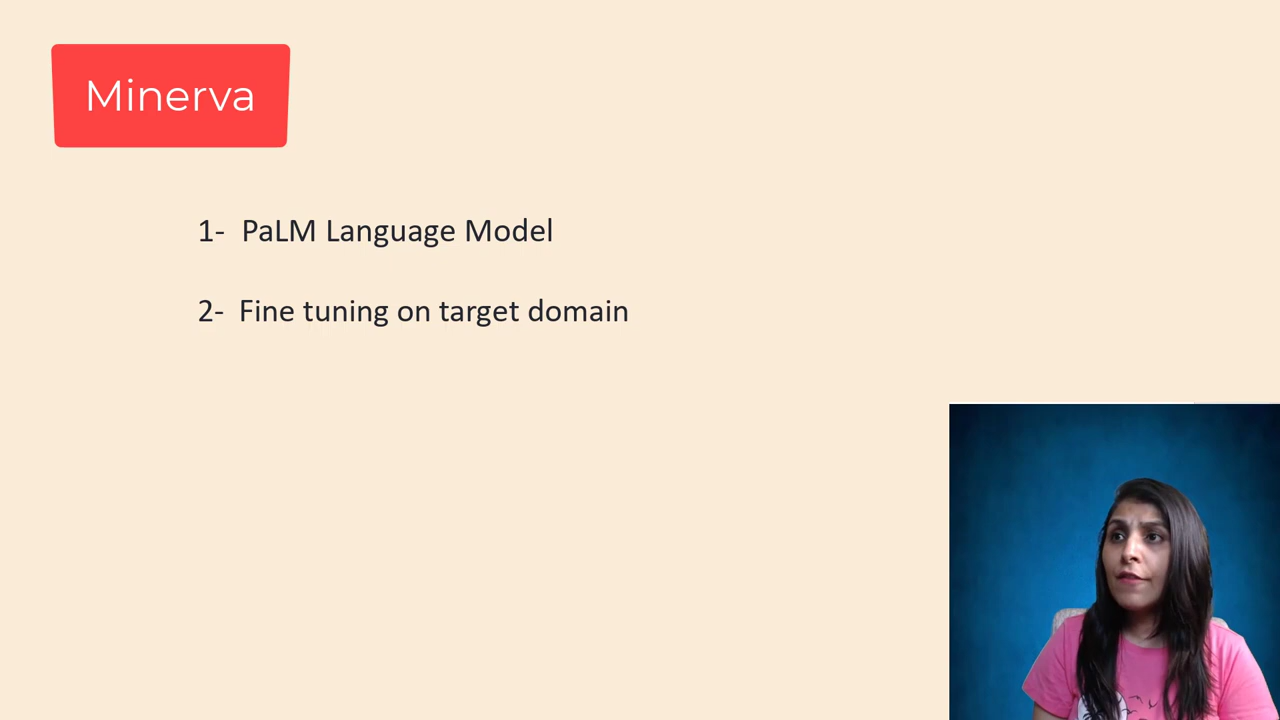 Minerva
1- PaLM Language Model
2- Fine tuning on target domain